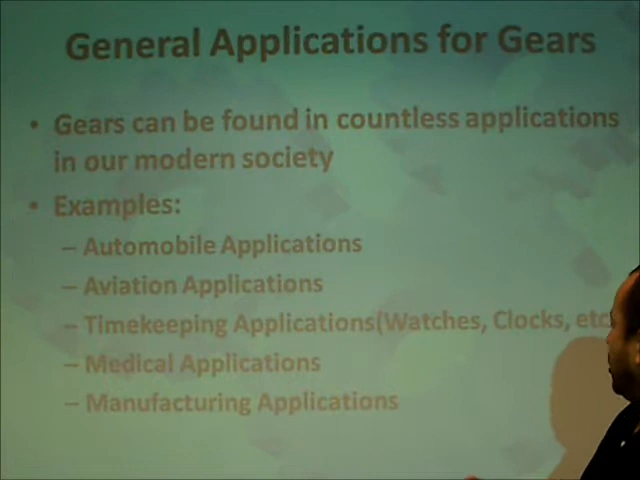 General Applications for Gears
• Gears can be found in countless applications
in our modern society
• Examples:
– Automobile Applications
– Aviation Applications
– Timekeeping Applications(Watches, Clocks, etc
– Medical Applications
– Manufacturing Applications